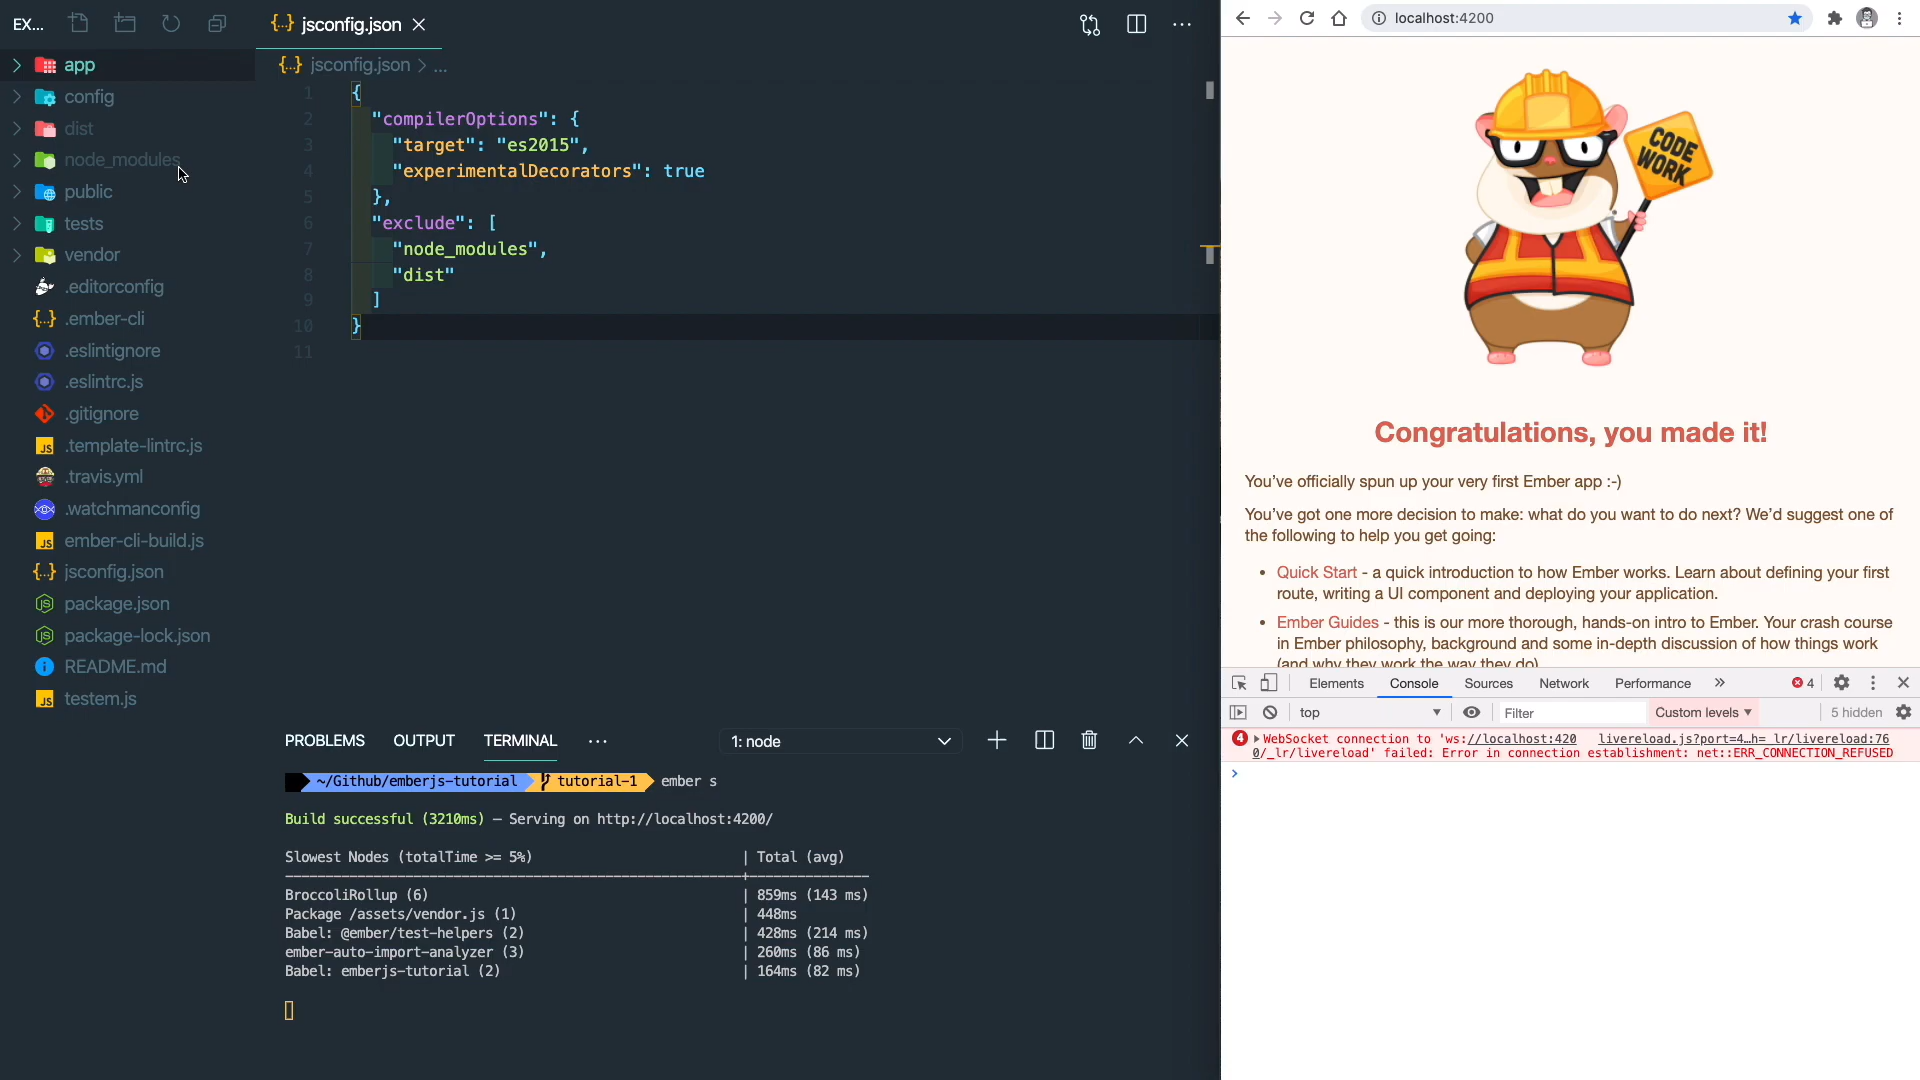 EX...
app
config
dist
node_modules
public
tests
vendor
.editorconfig
.ember-cli
.eslintignore
.eslintrc.js
.gitignore
.template-lintrc.js
.travis.yml
.watchmanconfig
ember-cli-build.js
jsconfig.json
package.json
package-lock.json
README.md
testem.js
{..} jsconfig.json
{..} jsconfig.json > ...
1 {
2 "compilerOptions": {
3 "target": "es2015",
4 "experimentalDecorators": true
5 },
6 "exclude": [
7 "node_modules",
8 "dist"
9 ]
10 }
11
PROBLEMS OUTPUT TERMINAL ... 1: node
~/Github/emberjs-tutorial tutorial-1 ember s
Build successful (3210ms) – Serving on http://localhost:4200/
Slowest Nodes (totalTime >= 5%) | Total (avg)
BroccoliRollup (6) | 859ms (143 ms)
Package /assets/vendor.js (1) | 448ms
Babel: @ember/test-helpers (2) | 428ms (214 ms)
ember-auto-import-analyzer (3) | 260ms (86 ms)
Babel: emberjs-tutorial (2) | 164ms (82 ms)
localhost:4200
CODE
WORK
Congratulations, you made it!
You've officially spun up your very first Ember app :-)
You've got one more decision to make: what do you want to do next? We'd suggest one of
the following to help you get going:
• Quick Start - a quick introduction to how Ember works. Learn about defining your first
route, writing a UI component and deploying your application.
• Ember Guides - this is our more thorough, hands-on intro to Ember. Your crash course
in Ember philosophy, background and some in-depth discussion of how things work
(and why they work the way they do)
Elements Console Sources Network Performance » 4
top Filter Custom levels 5 hidden
4 WebSocket connection to 'ws://localhost:420 livereload.js?port=4…h=_lr/livereload:76
0/_lr/livereload' failed: Error in connection establishment: net::ERR_CONNECTION_REFUSED